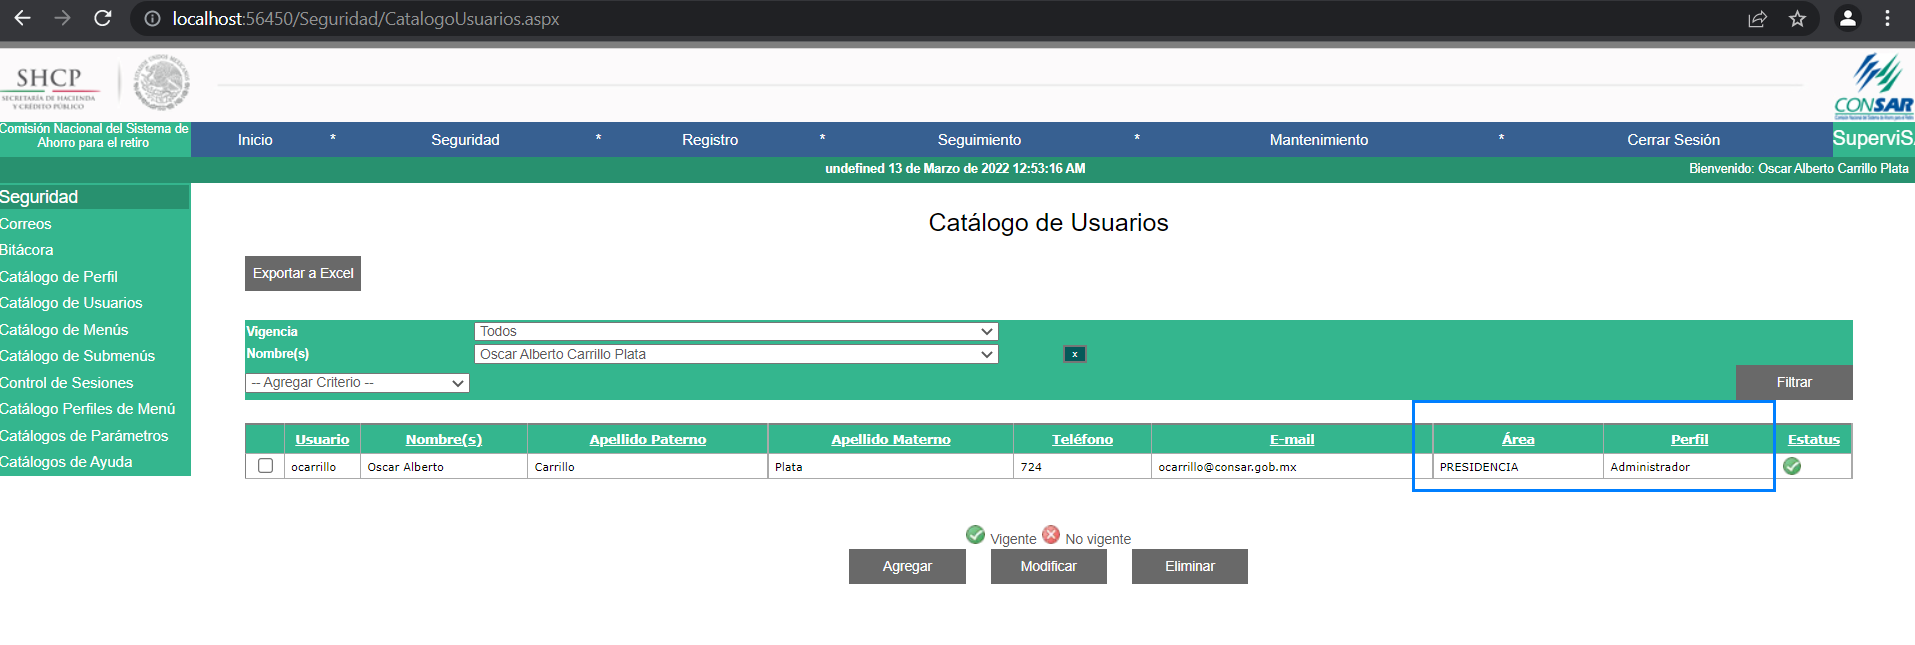 localhost:56450/Seguridad/CatalogoUsuarios.aspx
SHCP
SECRETARÍA DE HACIENDA
Y CRÉDITO PÚBLICO
CONSAR
Comisión Nacional del Sistema de
Ahorro para el retiro
Inicio * Seguridad * Registro * Seguimiento * Mantenimiento * Cerrar Sesión
SuperviS
undefined 13 de Marzo de 2022 12:53:16 AM
Bienvenido: Oscar Alberto Carrillo Plata
Seguridad
Correos
Bitácora
Catálogo de Perfil
Catálogo de Usuarios
Catálogo de Menús
Catálogo de Submenús
Control de Sesiones
Catálogo Perfiles de Menú
Catálogos de Parámetros
Catálogos de Ayuda
Catálogo de Usuarios
Exportar a Excel
Vigencia Todos
Nombre(s) Oscar Alberto Carrillo Plata x
-- Agregar Criterio --
Filtrar
Usuario Nombre(s) Apellido Paterno Apellido Materno Teléfono E-mail Área Perfil Estatus
ocarrillo Oscar Alberto Carrillo Plata 724 ocarrillo@consar.gob.mx PRESIDENCIA Administrador
Vigente No vigente
Agregar Modificar Eliminar